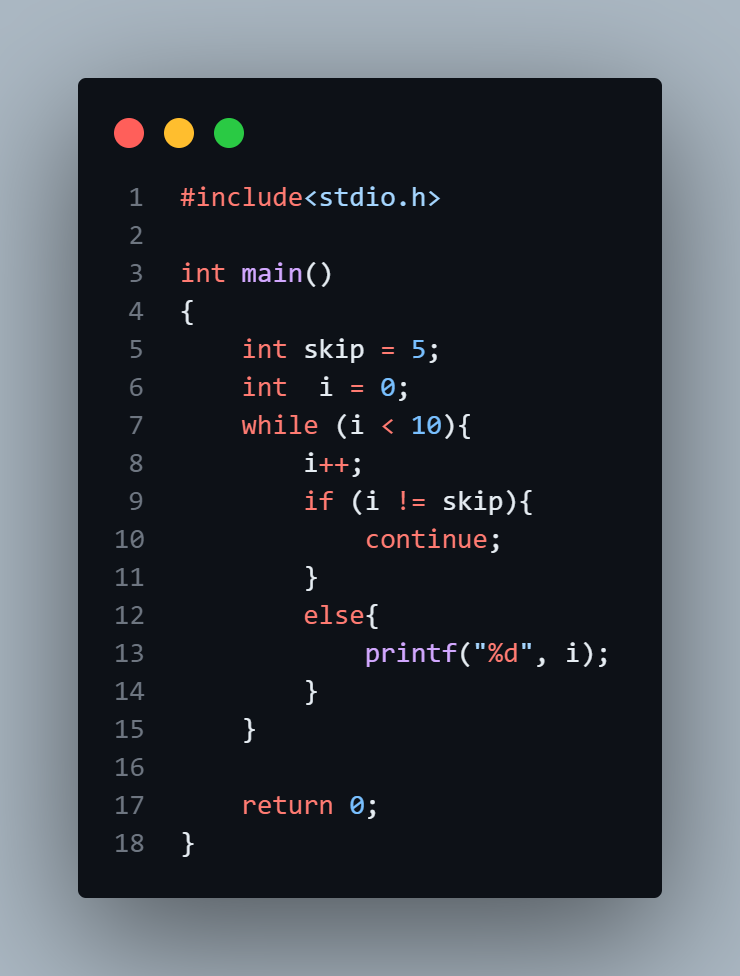 1 #include<stdio.h>
2
3 int main()
4 {
5     int skip = 5;
6     int  i = 0;
7     while (i < 10){
8         i++;
9         if (i != skip){
10             continue;
11         }
12         else{
13             printf("%d", i);
14         }
15     }
16
17     return 0;
18 }